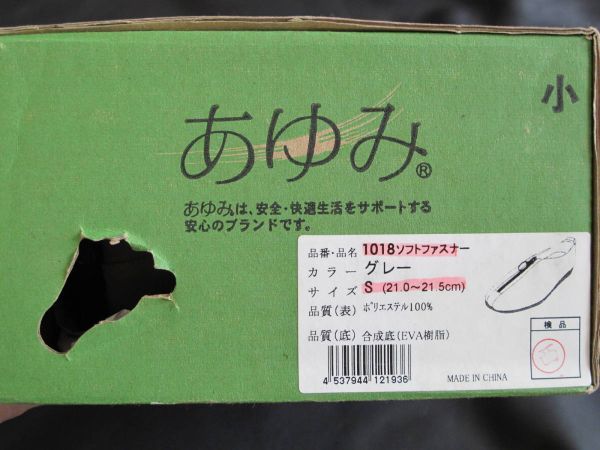 小
あゆみ®
あゆみは、安全・快適生活をサポートする
安心のブランドです。
品番・品名 1018ソフトファスナー
カラー グレー
サイズ S (21.0〜21.5cm)
品質(表) ポリエステル100%
品質(底) 合成底(EVA樹脂)
検品
4 537944 121936
MADE IN CHINA